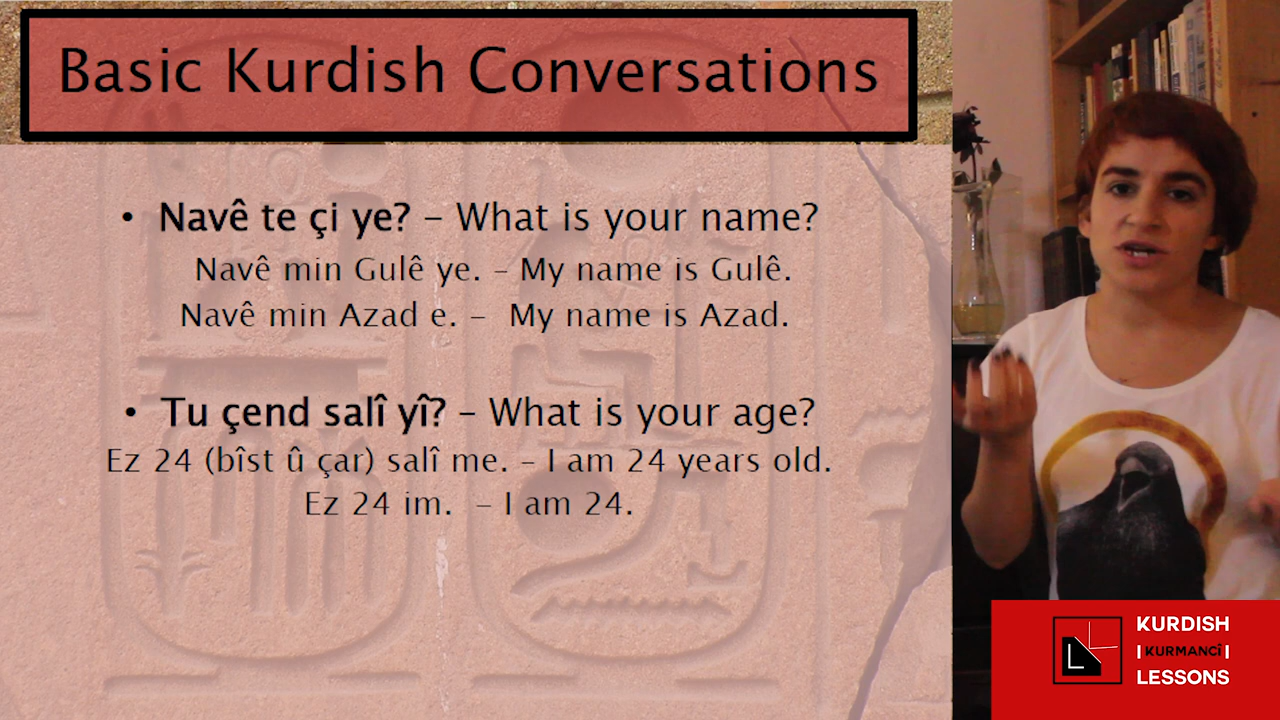 Basic Kurdish Conversations
• Navê te çi ye? – What is your name?
Navê min Gulê ye. – My name is Gulê.
Navê min Azad e. – My name is Azad.
• Tu çend salî yî? – What is your age?
Ez 24 (bîst û çar) salî me. – I am 24 years old.
Ez 24 im. – I am 24.
KURDISH
| KURMANCÎ |
LESSONS